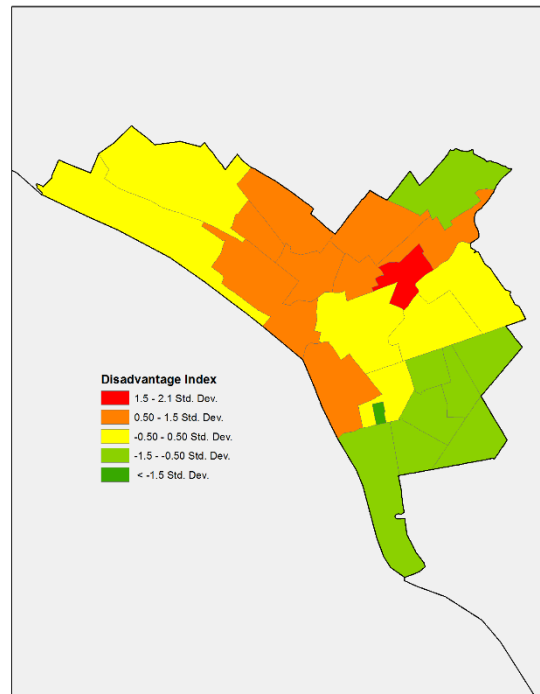 Disadvantage Index
1.5 - 2.1 Std. Dev.
0.50 - 1.5 Std. Dev.
-0.50 - 0.50 Std. Dev.
-1.5 - -0.50 Std. Dev.
< -1.5 Std. Dev.